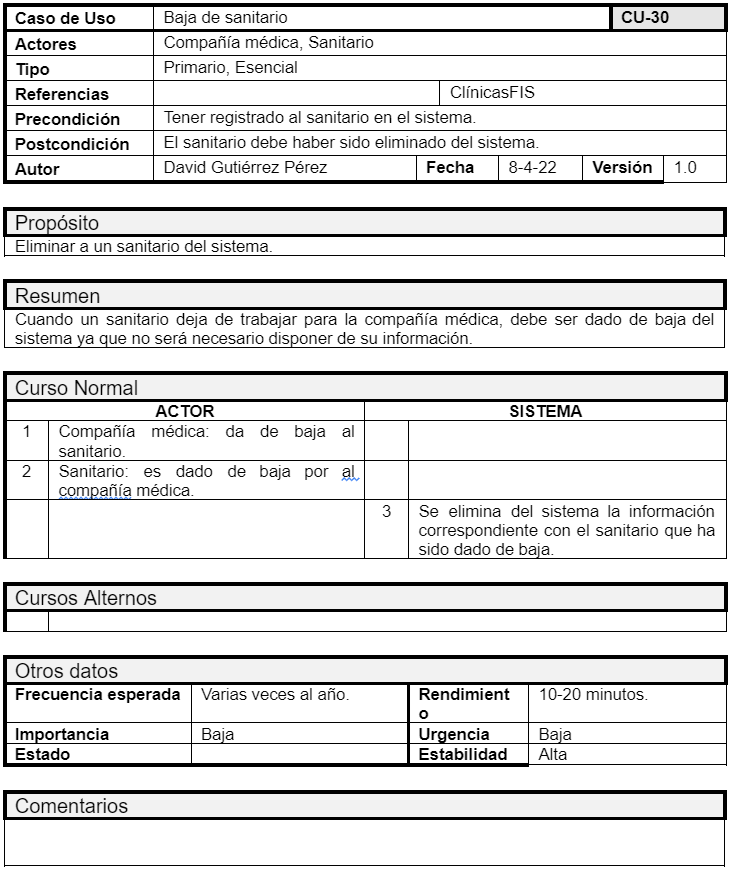 Caso de Uso Baja de sanitario CU-30
Actores Compañía médica, Sanitario
Tipo Primario, Esencial
Referencias ClínicasFIS
Precondición Tener registrado al sanitario en el sistema.
Postcondición El sanitario debe haber sido eliminado del sistema.
Autor David Gutiérrez Pérez Fecha 8-4-22 Versión 1.0
Propósito
Eliminar a un sanitario del sistema.
Resumen
Cuando un sanitario deja de trabajar para la compañía médica, debe ser dado de baja del
sistema ya que no será necesario disponer de su información.
Curso Normal
ACTOR SISTEMA
1 Compañía médica: da de baja al
sanitario.
2 Sanitario: es dado de baja por al
compañía médica.
3 Se elimina del sistema la información
correspondiente con el sanitario que ha
sido dado de baja.
Cursos Alternos
Otros datos
Frecuencia esperada Varias veces al año. Rendimient 10-20 minutos.
o
Importancia Baja Urgencia Baja
Estado Estabilidad Alta
Comentarios